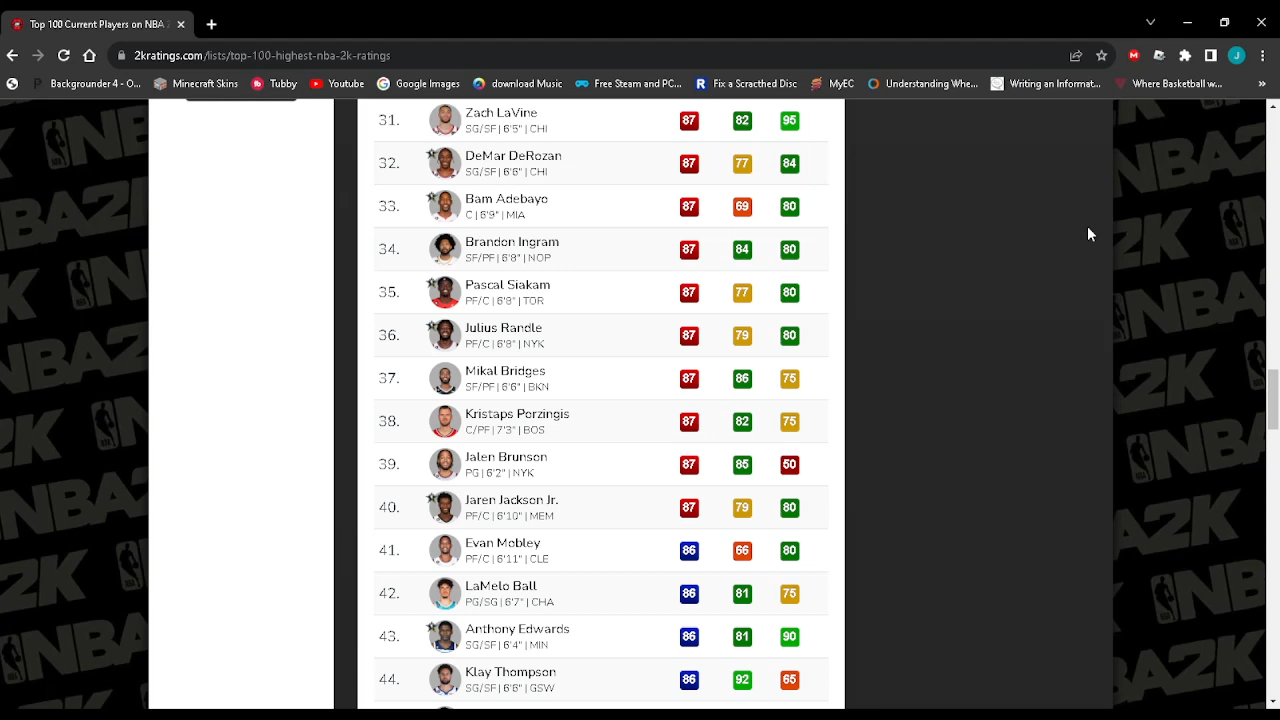 Top 100 Current Players on NBA 2
2kratings.com/lists/top-100-highest-nba-2k-ratings
J
Backgrounder 4 - O...
Minecraft Skins
Tubby
Youtube
Google Images
download Music
Free Steam and PC...
Fix a Scracthed Disc
MyEC
Understanding Whe...
Writing an Informat...
Where Basketball w...
31. Zach LaVine 87 82 95
SG/SF | 6'5" | CHI
32. DeMar DeRozan 87 77 84
SG/SF | 6'6" | CHI
33. Bam Adebayo 87 69 80
C | 6'9" | MIA
34. Brandon Ingram 87 84 80
SF/PF | 6'8" | NOP
35. Pascal Siakam 87 77 80
PF/C | 6'8" | TOR
36. Julius Randle 87 79 80
PF/C | 6'8" | NYK
37. Mikal Bridges 87 86 75
SF/PF | 6'6" | BKN
38. Kristaps Porzingis 87 82 75
C/PF | 7'3" | BOS
39. Jalen Brunson 87 85 50
PG | 6'2" | NYK
40. Jaren Jackson Jr. 87 79 80
PF/C | 6'10" | MEM
41. Evan Mobley 86 66 80
PF/C | 6'11" | CLE
42. LaMelo Ball 86 81 75
PG/SG | 6'7" | CHA
43. Anthony Edwards 86 81 90
SG/SF | 6'4" | MIN
44. Klay Thompson 86 92 65
SG/SF | 6'6" | GSW